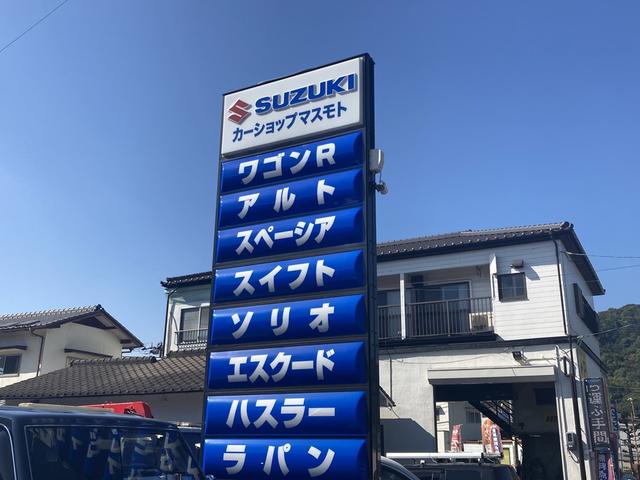 SUZUKI
カーショップマスモト
ワゴンR
アルト
スペーシア
スイフト
ソリオ
エスクード
ハスラー
ラパン